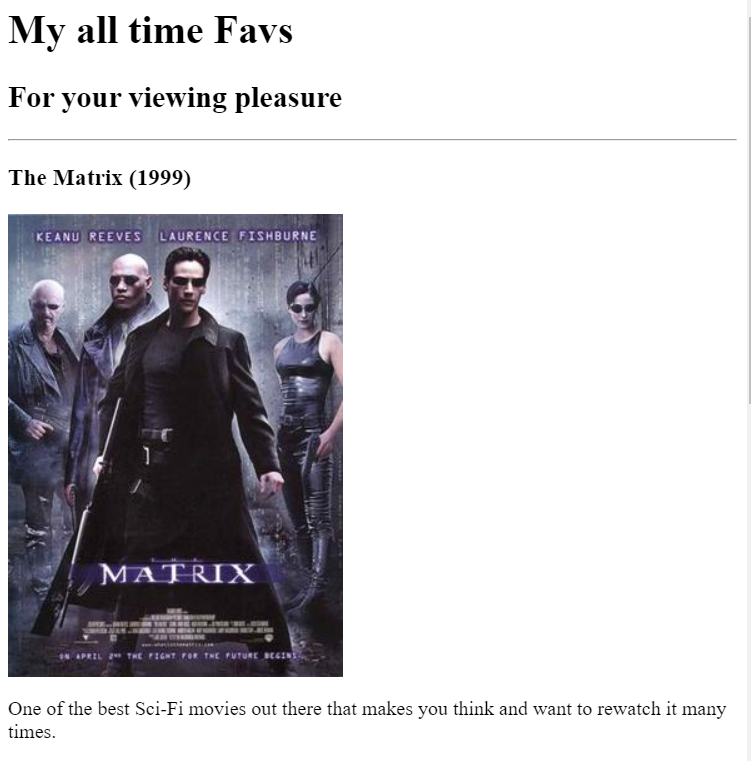 My all time Favs
For your viewing pleasure
The Matrix (1999)
KEANU REEVES LAURENCE FISHBURNE
THE
MATRIX
ON APRIL 2ND THE FIGHT FOR THE FUTURE BEGINS.
One of the best Sci-Fi movies out there that makes you think and want to rewatch it many
times.